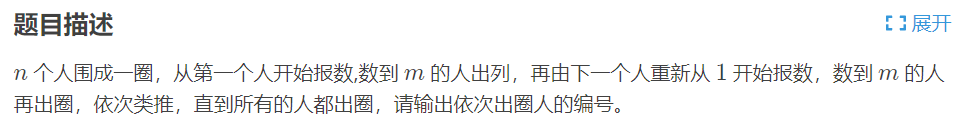 题目描述
展开
n 个人围成一圈，从第一个人开始报数,数到 m 的人出列，再由下一个人重新从 1 开始报数，数到 m 的人
再出圈，依次类推，直到所有的人都出圈，请输出依次出圈人的编号。